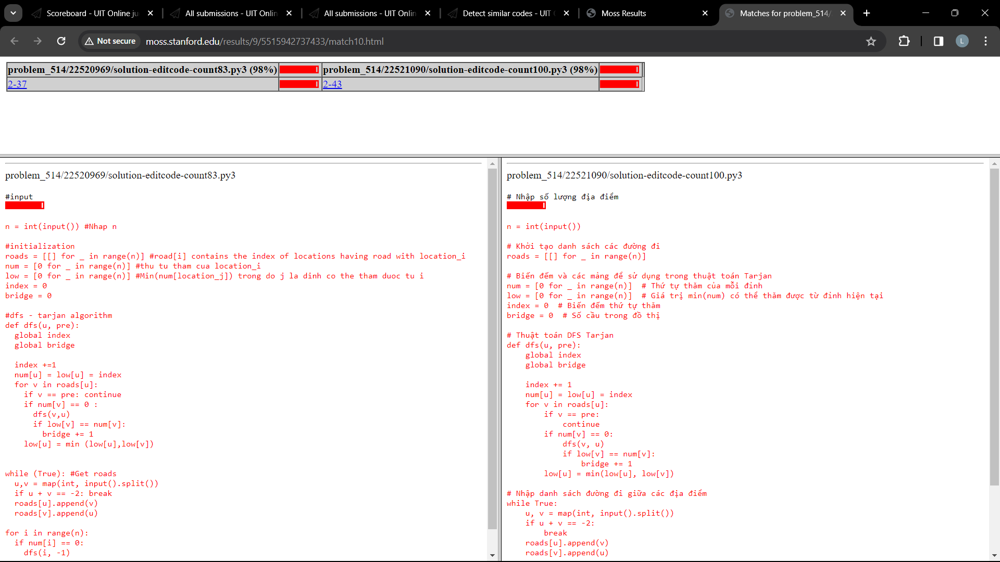 Scoreboard - UIT Online ju
All submissions - UIT Onlin
All submissions - UIT Onlin
Detect similar codes - UIT
Moss Results
Matches for problem_514/
Not secure
moss.stanford.edu/results/9/5515942737433/match10.html
L
problem_514/22520969/solution-editcode-count83.py3 (98%)
problem_514/22521090/solution-editcode-count100.py3 (98%)
2-37
2-43
problem_514/22520969/solution-editcode-count83.py3
#input
n = int(input()) #Nhap n
#initialization
roads = [[] for _ in range(n)] #road[i] contains the index of locations having road with location_i
num = [0 for _ in range(n)] #thu tu tham cua location_i
low = [0 for _ in range(n)] #Min(num[location_j]) trong do j la dinh co the tham duoc tu i
index = 0
bridge = 0
#dfs - tarjan algorithm
def dfs(u, pre):
  global index
  global bridge
  index +=1
  num[u] = low[u] = index
  for v in roads[u]:
    if v == pre: continue
    if num[v] == 0 :
      dfs(v,u)
      if low[v] == num[v]:
        bridge += 1
    low[u] = min (low[u],low[v])
while (True): #Get roads
  u,v = map(int, input().split())
  if u + v == -2: break
  roads[u].append(v)
  roads[v].append(u)
for i in range(n):
  if num[i] == 0:
    dfs(i, -1)
problem_514/22521090/solution-editcode-count100.py3
# Nhập số lượng địa điểm
n = int(input())
# Khởi tạo danh sách các đường đi
roads = [[] for _ in range(n)]
# Biến đếm và các mảng để sử dụng trong thuật toán Tarjan
num = [0 for _ in range(n)]  # Thứ tự thăm của mỗi đỉnh
low = [0 for _ in range(n)]  # Giá trị min(num) có thể thăm được từ đỉnh hiện tại
index = 0  # Biến đếm thứ tự thăm
bridge = 0  # Số cầu trong đồ thị
# Thuật toán DFS Tarjan
def dfs(u, pre):
    global index
    global bridge
    index += 1
    num[u] = low[u] = index
    for v in roads[u]:
        if v == pre:
            continue
        if num[v] == 0:
            dfs(v, u)
            if low[v] == num[v]:
                bridge += 1
        low[u] = min(low[u], low[v])
# Nhập danh sách đường đi giữa các địa điểm
while True:
    u, v = map(int, input().split())
    if u + v == -2:
        break
    roads[u].append(v)
    roads[v].append(u)